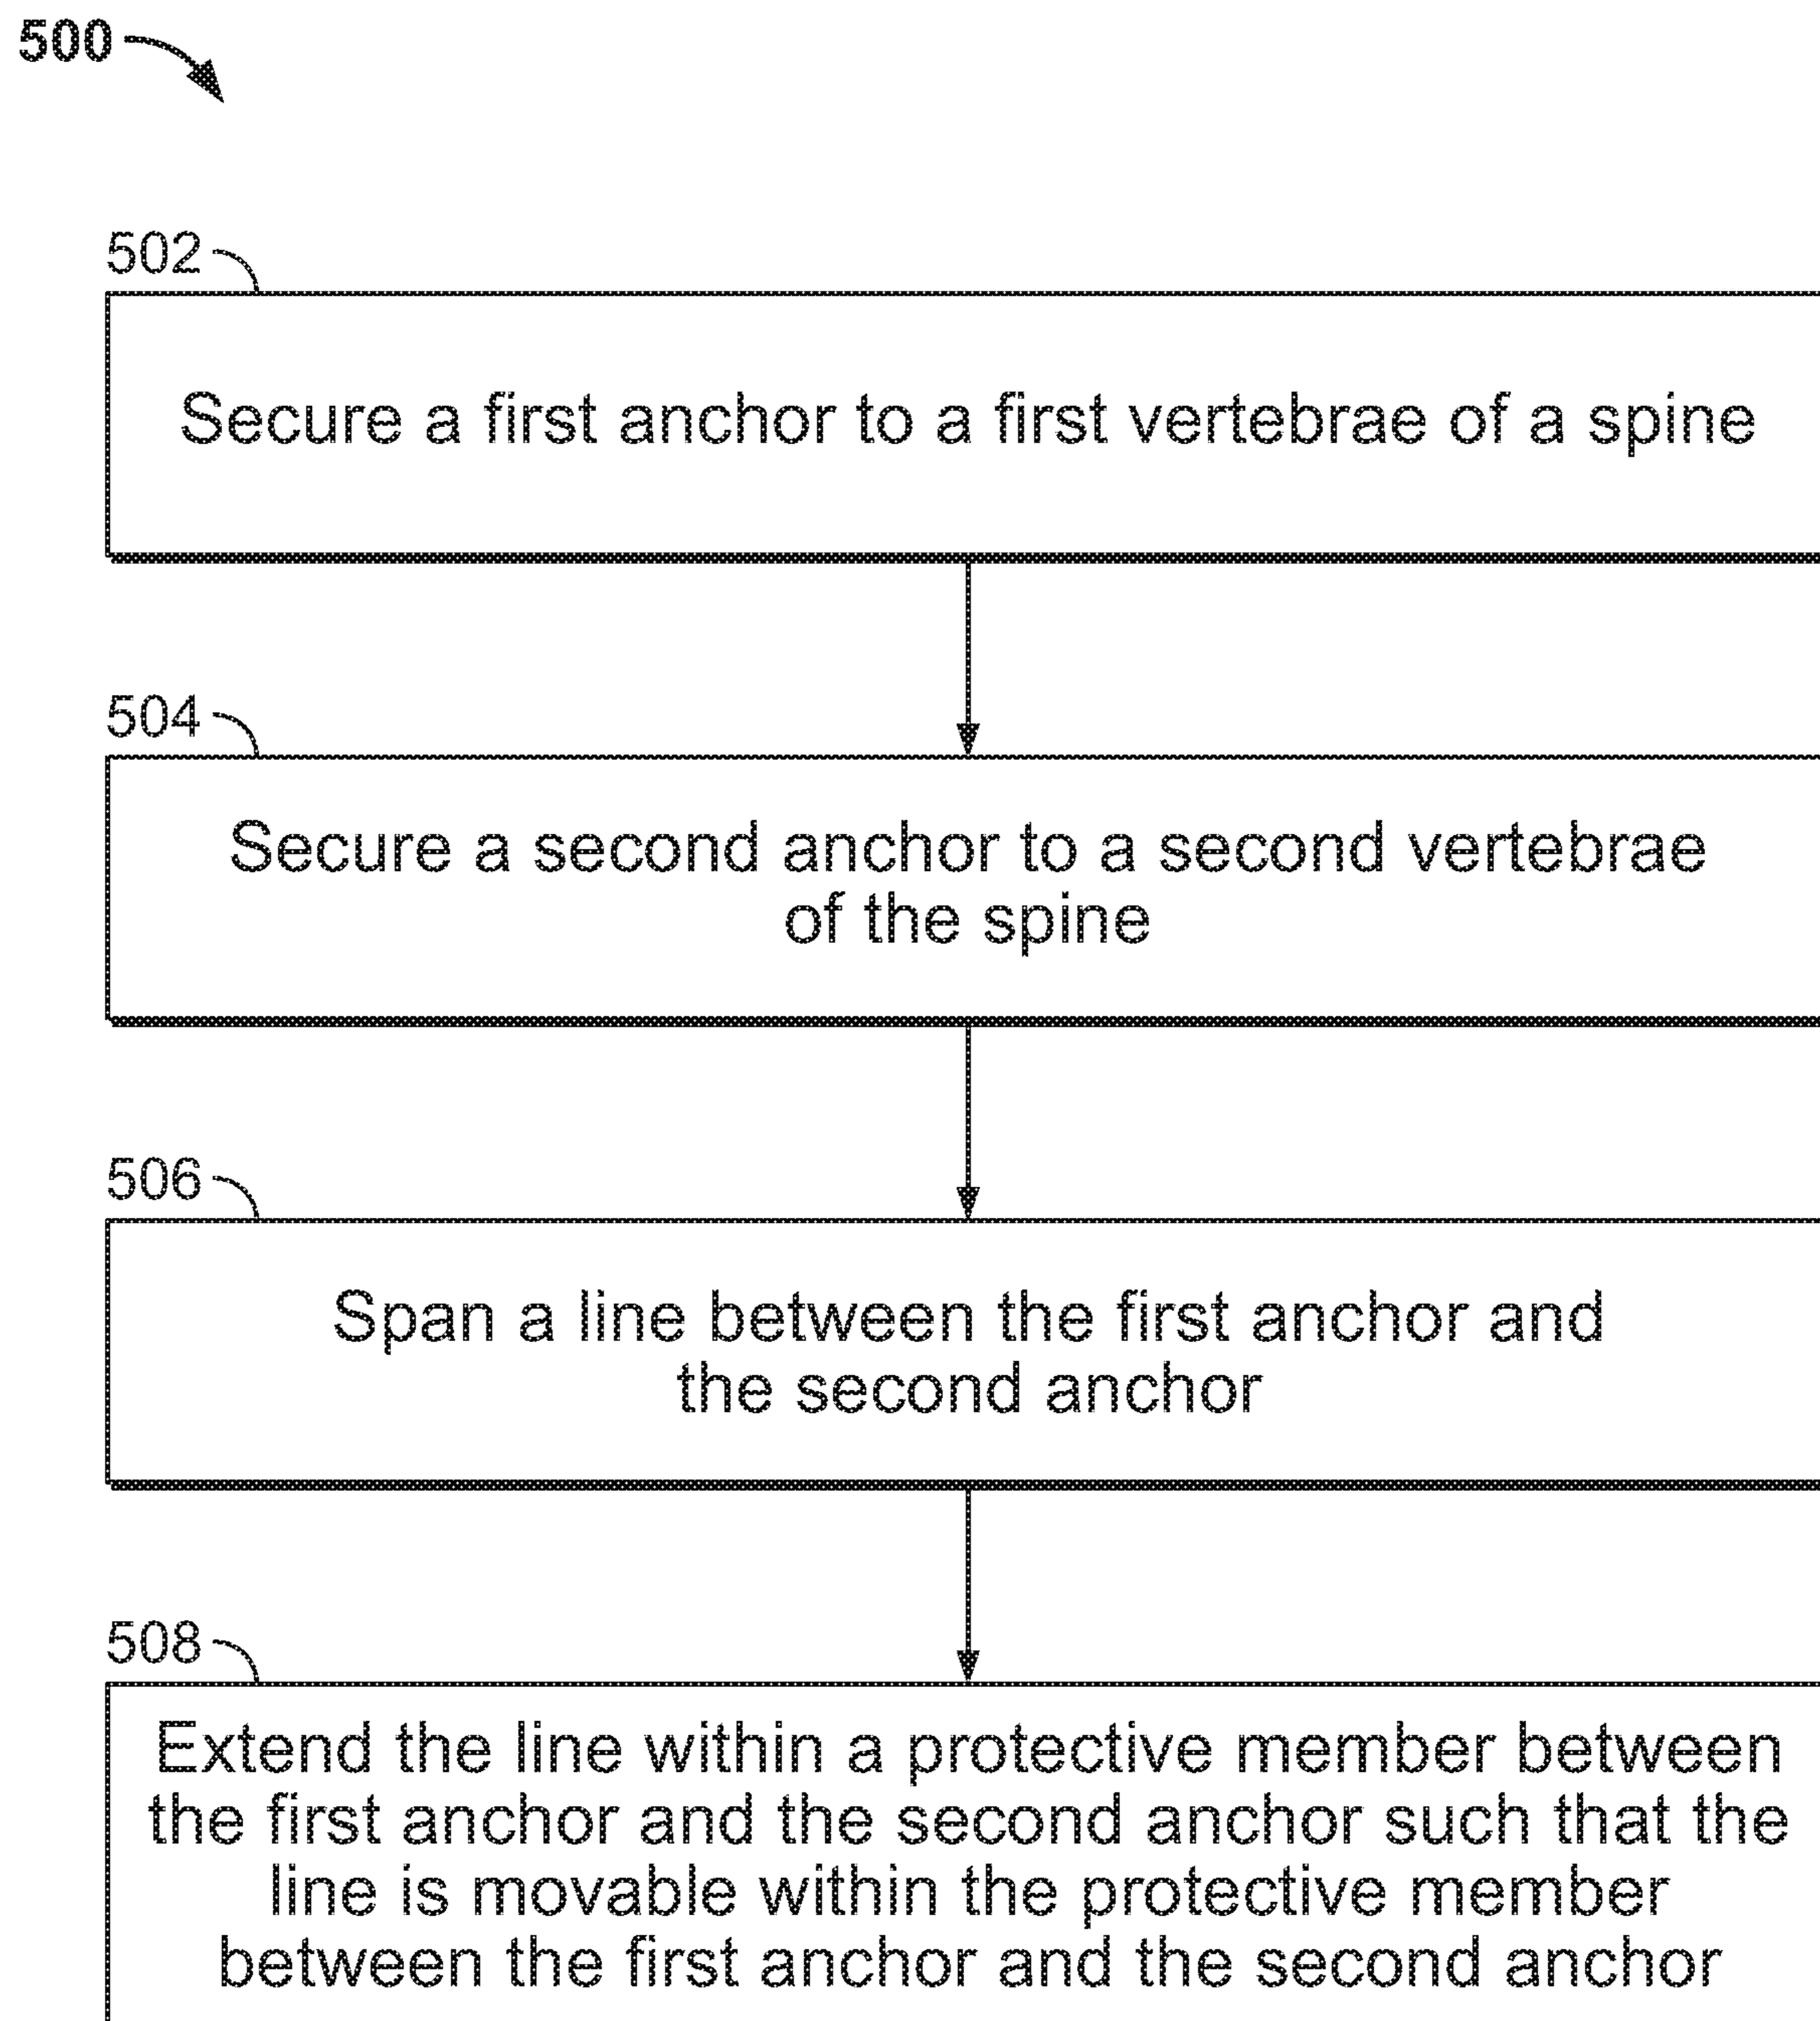 500
502
Secure a first anchor to a first vertebrae of a spine
504
Secure a second anchor to a second vertebrae
of the spine
506
Span a line between the first anchor and
the second anchor
508
Extend the line within a protective member between
the first anchor and the second anchor such that the
line is movable within the protective member
between the first anchor and the second anchor